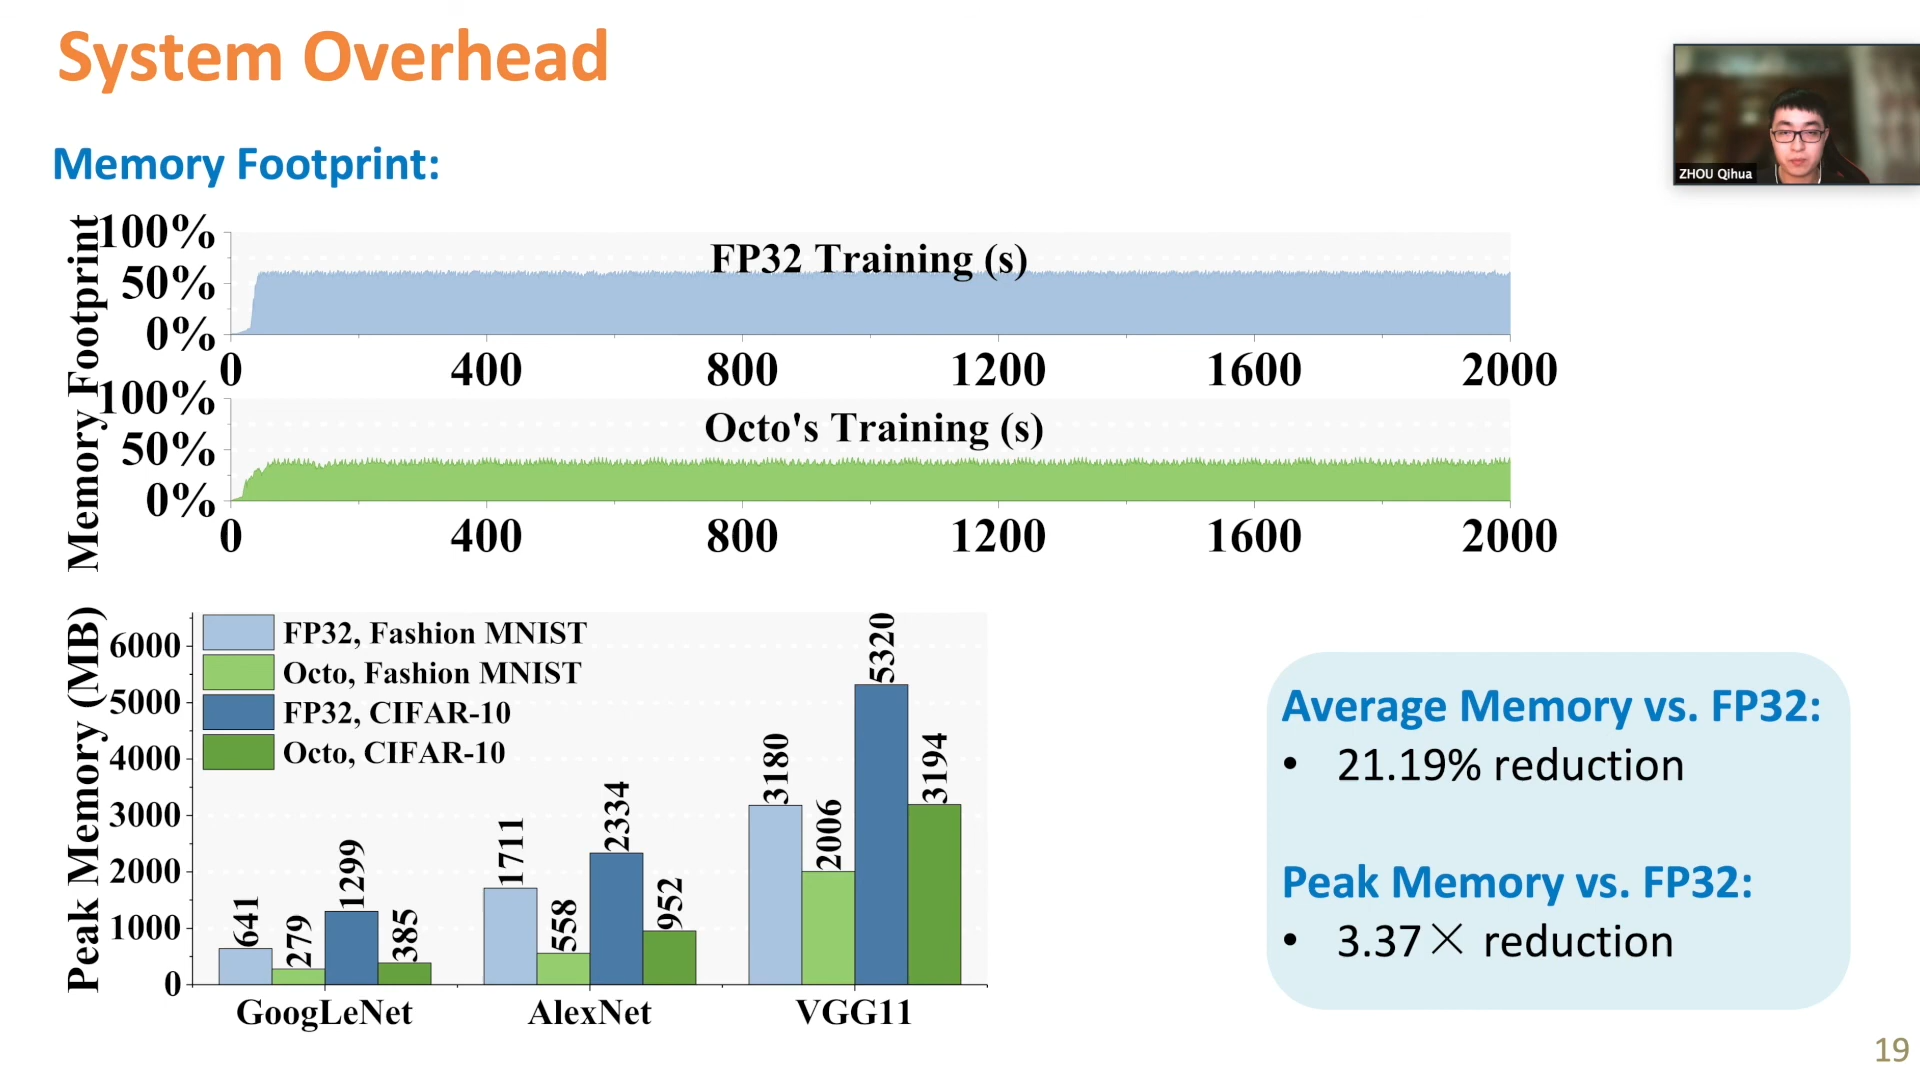 System Overhead
ZHOU Qihua
Memory Footprint:
Memory Footprint
100%
50%
0%
FP32 Training (s)
0 400 800 1200 1600 2000
100%
50%
0%
Octo's Training (s)
0 400 800 1200 1600 2000
Peak Memory (MB)
6000
5000
4000
3000
2000
1000
0
FP32, Fashion MNIST
Octo, Fashion MNIST
FP32, CIFAR-10
Octo, CIFAR-10
641 279 1299 385
1711 558 2334 952
3180 2006 5320 3194
GoogLeNet AlexNet VGG11
Average Memory vs. FP32:
• 21.19% reduction
Peak Memory vs. FP32:
• 3.37× reduction
19